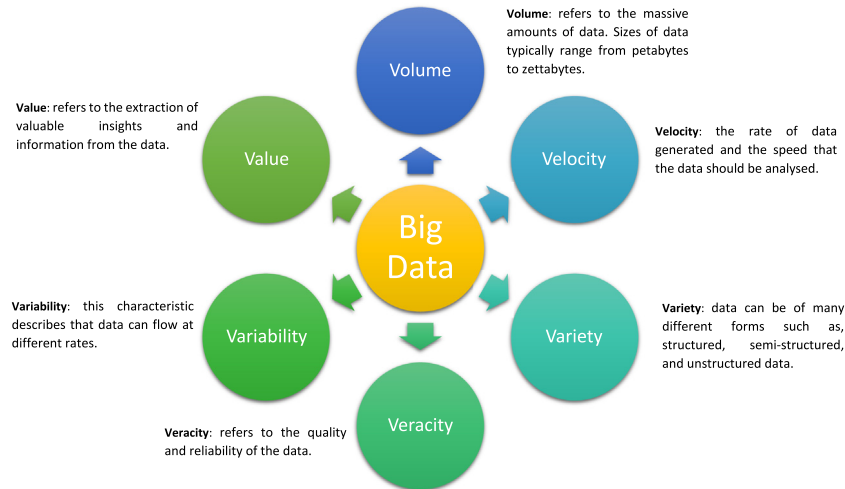 Volume: refers to the massive
amounts of data. Sizes of data
typically range from petabytes
to zettabytes.
Volume
Value: refers to the extraction of
valuable insights and
information from the data.
Value
Velocity
Velocity: the rate of data
generated and the speed that
the data should be analysed.
Big
Data
Variability: this characteristic
describes that data can flow at
different rates.
Variability
Variety
Variety: data can be of many
different forms such as,
structured, semi-structured,
and unstructured data.
Veracity
Veracity: refers to the quality
and reliability of the data.